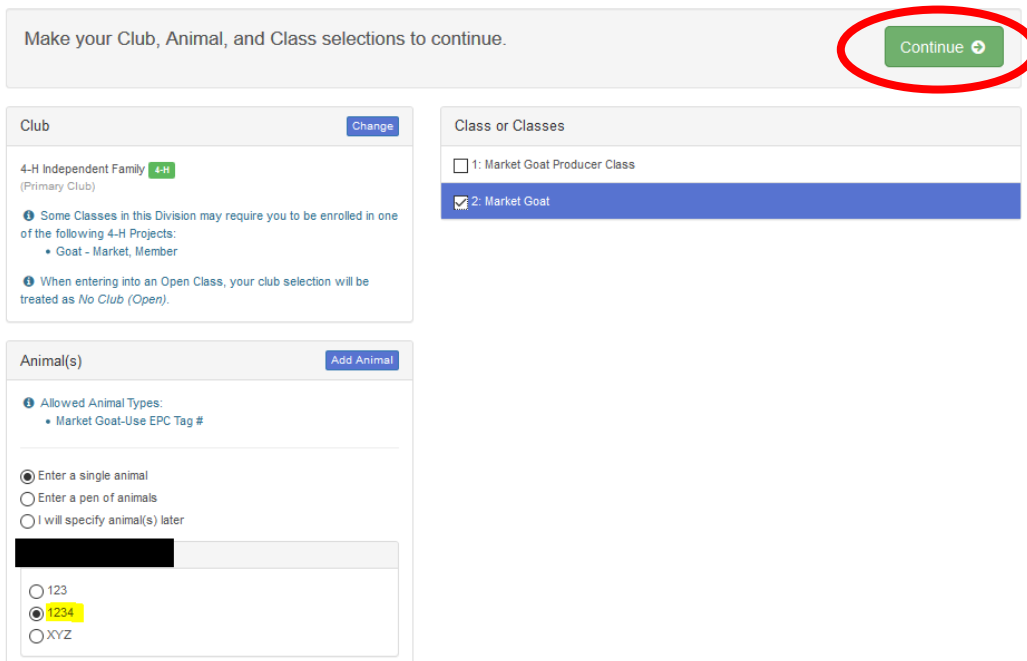 Make your Club, Animal, and Class selections to continue.
Continue
Club
Change
4-H Independent Family 4-H
(Primary Club)
Some Classes in this Division may require you to be enrolled in one
of the following 4-H Projects:
• Goat - Market, Member
When entering into an Open Class, your club selection will be
treated as No Club (Open).
Class or Classes
1: Market Goat Producer Class
2: Market Goat
Animal(s)
Add Animal
Allowed Animal Types:
• Market Goat-Use EPC Tag #
Enter a single animal
Enter a pen of animals
I will specify animal(s) later
123
1234
XYZ